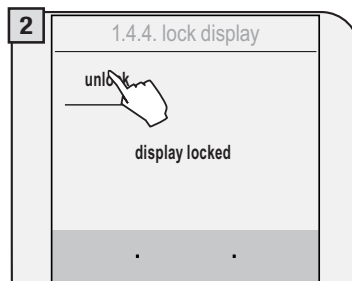 2
1.4.4. lock display
unlock
display locked
. .